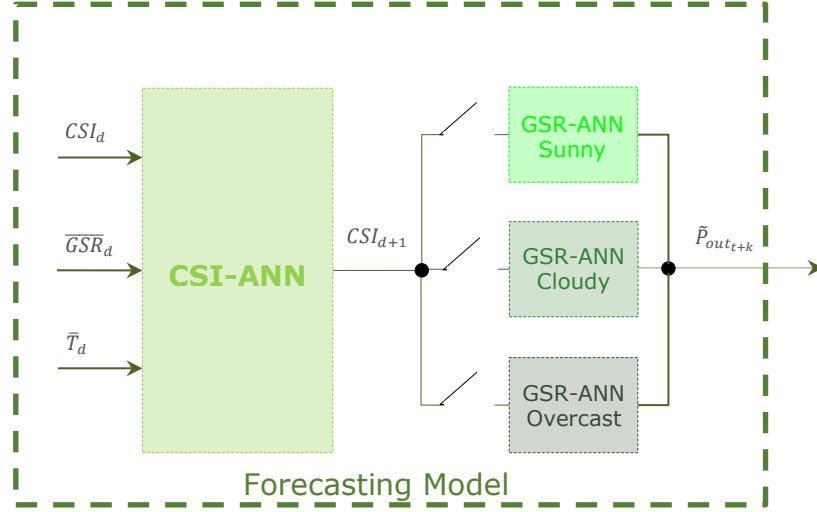 CSI_d
\overline{GSR}_d
\bar{T}_d
CSI-ANN
CSI_{d+1}
GSR-ANN
Sunny
GSR-ANN
Cloudy
GSR-ANN
Overcast
\tilde{P}_{out_{t+k}}
Forecasting Model